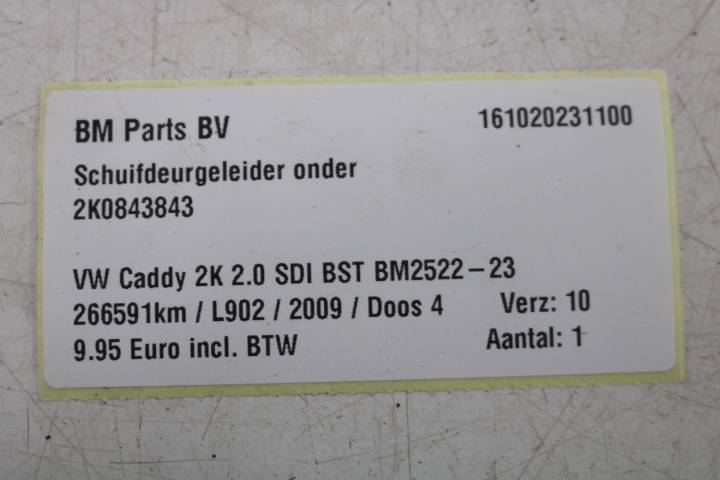 BM Parts BV 161020231100
Schuifdeurgeleider onder
2K0843843
VW Caddy 2K 2.0 SDI BST BM2522-23
266591km / L902 / 2009 / Doos 4 Verz: 10
9.95 Euro incl. BTW Aantal: 1